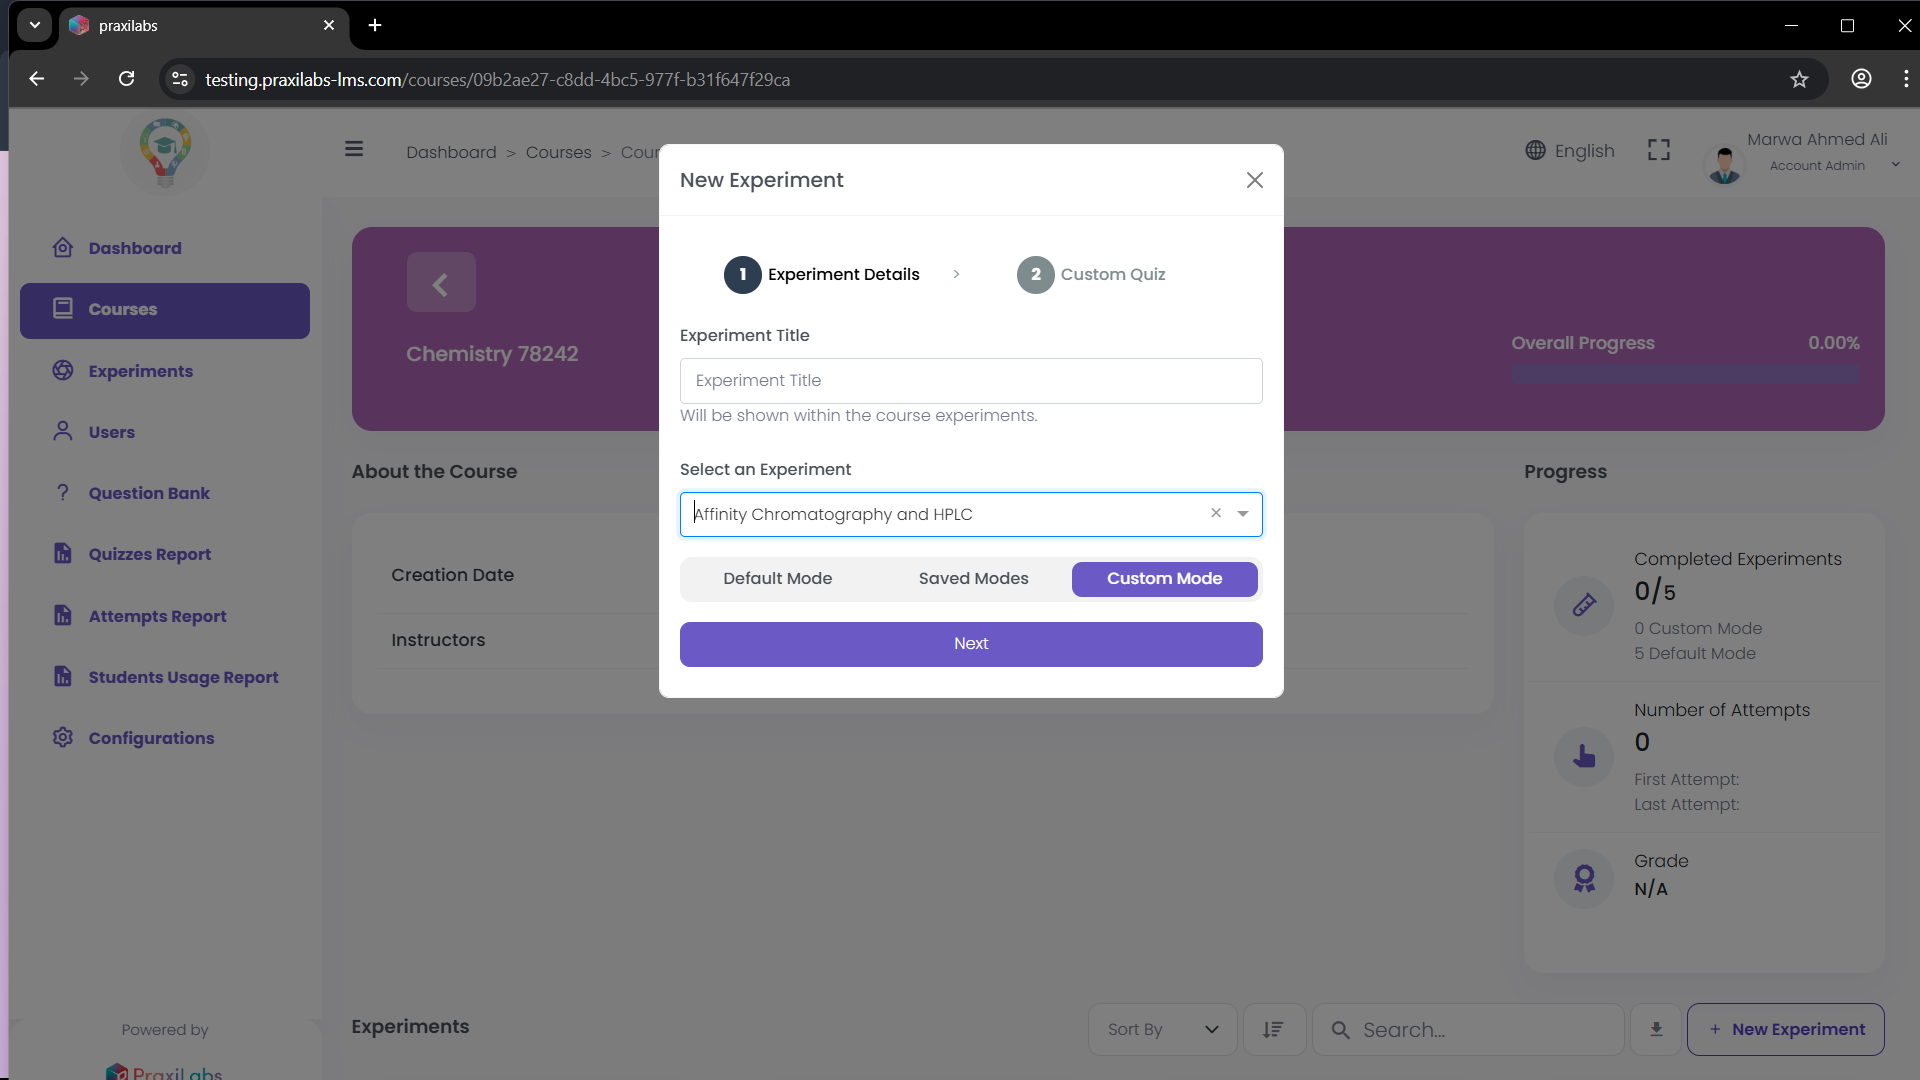 praxilabs
testing.praxilabs-lms.com/courses/09b2ae27-c8dd-4bc5-977f-b31f647f29ca
Dashboard > Courses > Cour
English
Marwa Ahmed Ali
Account Admin
Dashboard
Courses
Experiments
Users
? Question Bank
Quizzes Report
Attempts Report
Students Usage Report
Configurations
Powered by
PraxiLabs
Chemistry 78242
Overall Progress 0.00%
About the Course
Creation Date
Instructors
New Experiment
1 Experiment Details > 2 Custom Quiz
Experiment Title
Experiment Title
Will be shown within the course experiments.
Select an Experiment
Affinity Chromatography and HPLC
Default Mode Saved Modes Custom Mode
Next
Progress
Completed Experiments
0/5
0 Custom Mode
5 Default Mode
Number of Attempts
0
First Attempt:
Last Attempt:
Grade
N/A
Experiments
Sort By
Search...
+ New Experiment